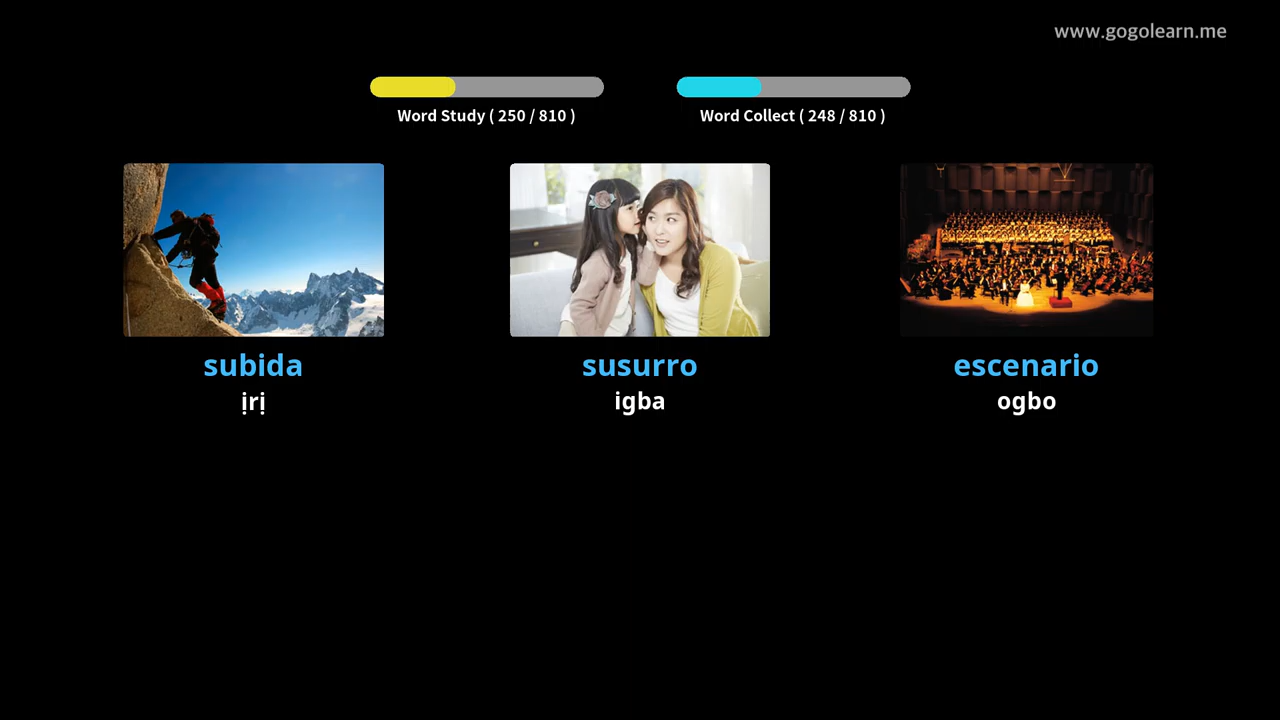 www.gogolearn.me
Word Study ( 250 / 810 )
Word Collect ( 248 / 810 )
subida
ịrị
susurro
igba
escenario
ogbo